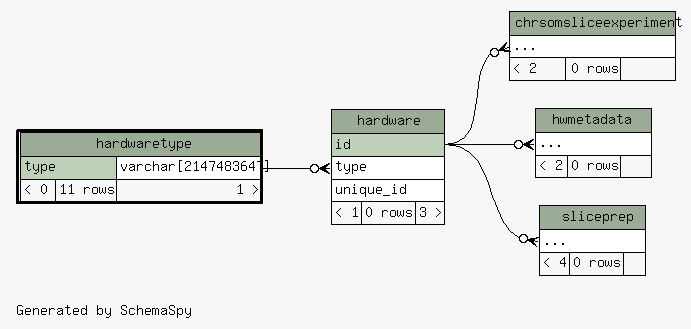 chrsomsliceexperiment
...
< 2 0 rows
hardware
id
type
unique_id
< 1 0 rows 3 >
hwmetadata
...
< 2 0 rows
hardwaretype
type varchar[2147483647]
< 0 11 rows 1 >
sliceprep
...
< 4 0 rows
Generated by SchemaSpy